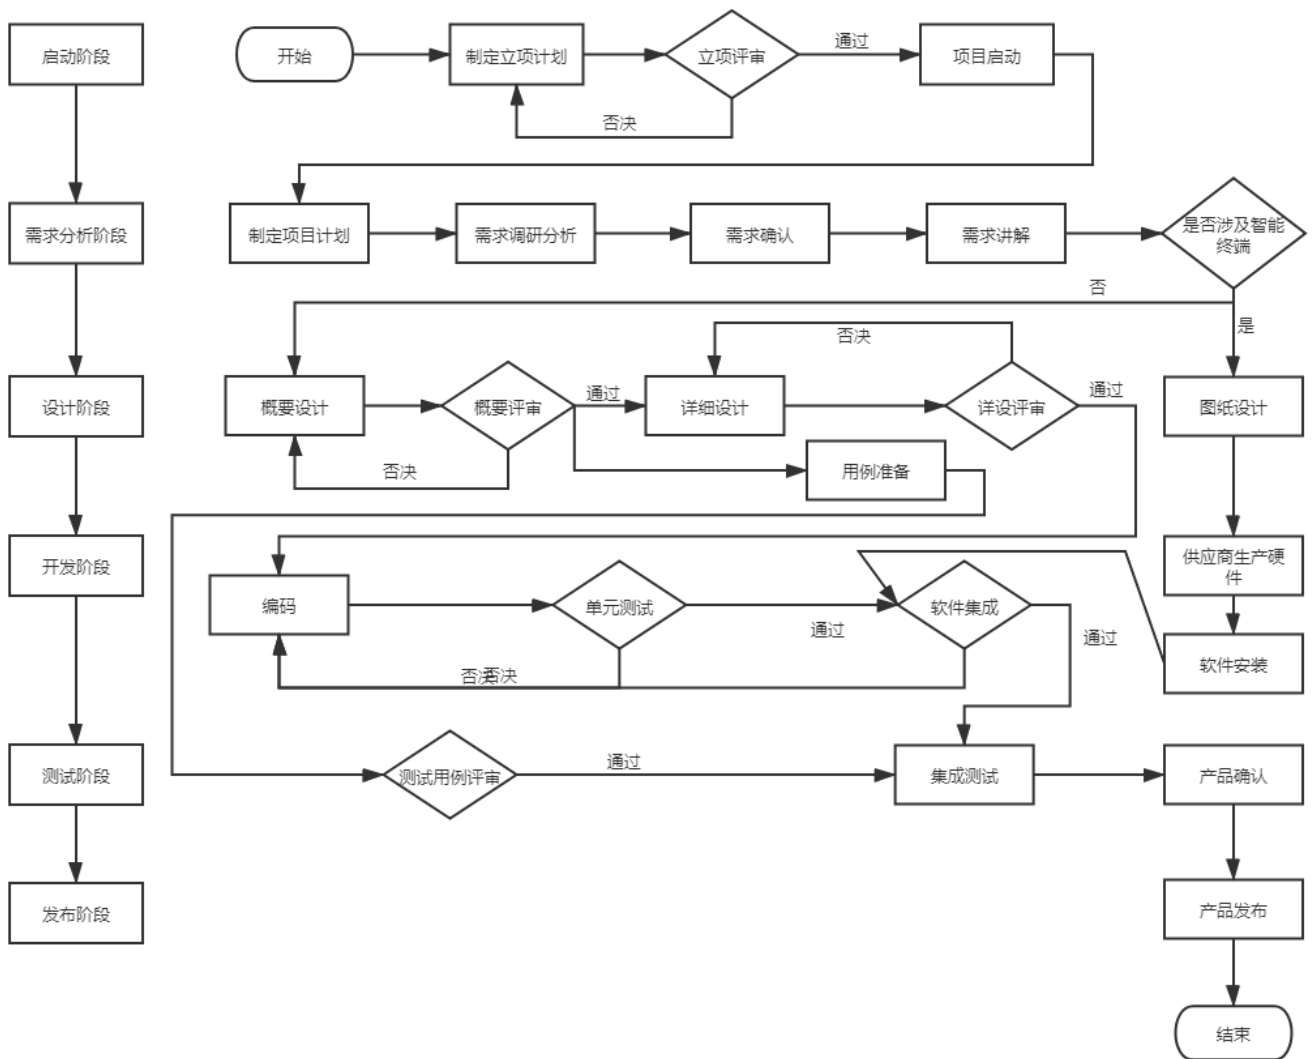 启动阶段
开始
制定立项计划
立项评审
通过
项目启动
否决
需求分析阶段
制定项目计划
需求调研分析
需求确认
需求讲解
是否涉及智能
终端
否
是
否决
设计阶段
概要设计
概要评审
通过
详细设计
详设评审
通过
图纸设计
否决
用例准备
开发阶段
供应商生产硬
件
编码
单元测试
通过
软件集成
通过
软件安装
否决
否决
测试阶段
测试用例评审
通过
集成测试
产品确认
发布阶段
产品发布
结束